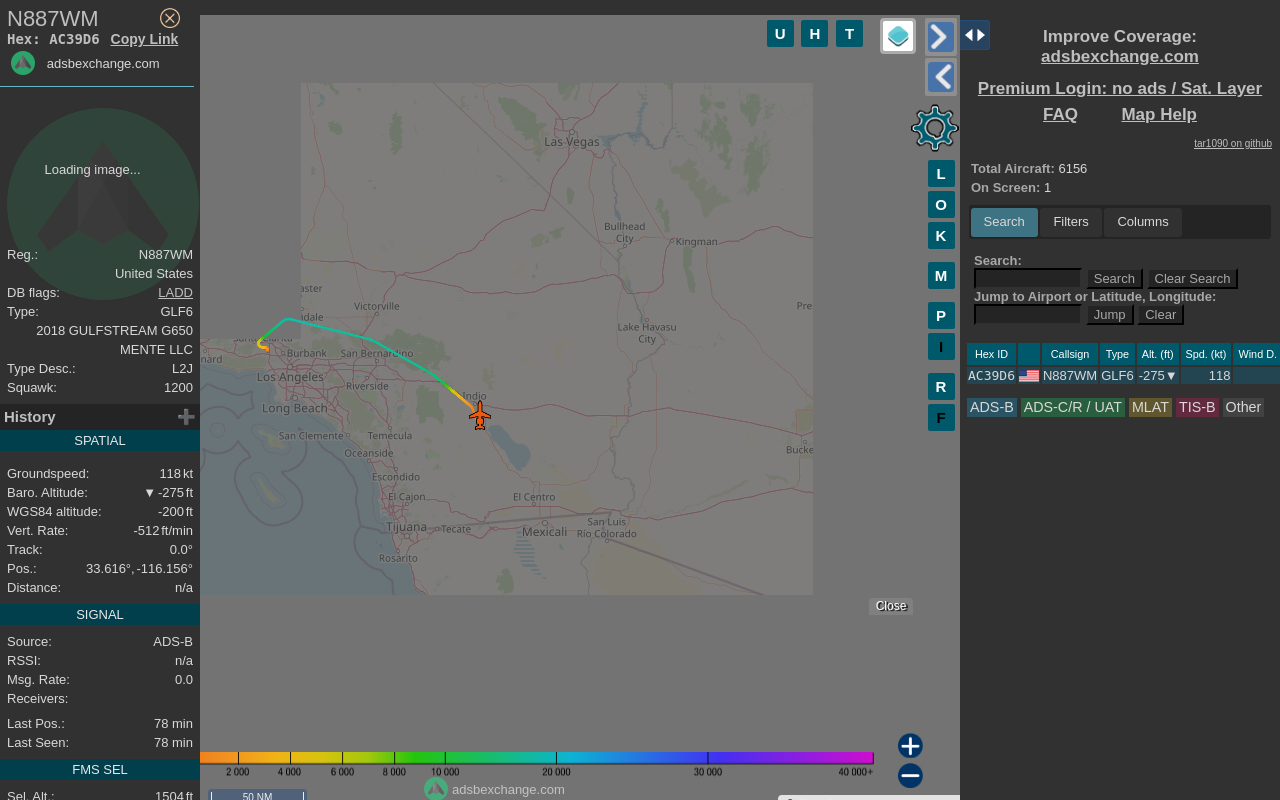 N887WM
Hex: AC39D6 Copy Link
adsbexchange.com
Loading image...
Reg.: N887WM
United States
DB flags: LADD
Type: GLF6
2018 GULFSTREAM G650
MENTE LLC
Type Desc.: L2J
Squawk: 1200
History
SPATIAL
Groundspeed: 118 kt
Baro. Altitude: ▼ -275 ft
WGS84 altitude: -200 ft
Vert. Rate: -512 ft/min
Track: 0.0°
Pos.: 33.616°, -116.156°
Distance: n/a
SIGNAL
Source: ADS-B
RSSI: n/a
Msg. Rate: 0.0
Receivers:
Last Pos.: 78 min
Last Seen: 78 min
FMS SEL
Sel. Alt.: 1504 ft
U H T
L
O
K
M
P
I
R
F
Las Vegas
Bullhead City
Kingman
Victorville
Lake Havasu City
Burbank
San Bernardino
Los Angeles
Riverside
Long Beach
Indio
San Clemente
Temecula
Oceanside
Escondido
El Cajon
El Centro
Tijuana
Tecate
Mexicali
San Luis Río Colorado
Rosarito
Close
2 000 4 000 6 000 8 000 10 000 20 000 30 000 40 000+
adsbexchange.com
50 NM
Improve Coverage:
adsbexchange.com
Premium Login: no ads / Sat. Layer
FAQ Map Help
tar1090 on github
Total Aircraft: 6156
On Screen: 1
Search Filters Columns
Search:
Search Clear Search
Jump to Airport or Latitude, Longitude:
Jump Clear
Hex ID Callsign Type Alt. (ft) Spd. (kt) Wind D.
AC39D6 N887WM GLF6 -275▼ 118
ADS-B ADS-C/R / UAT MLAT TIS-B Other